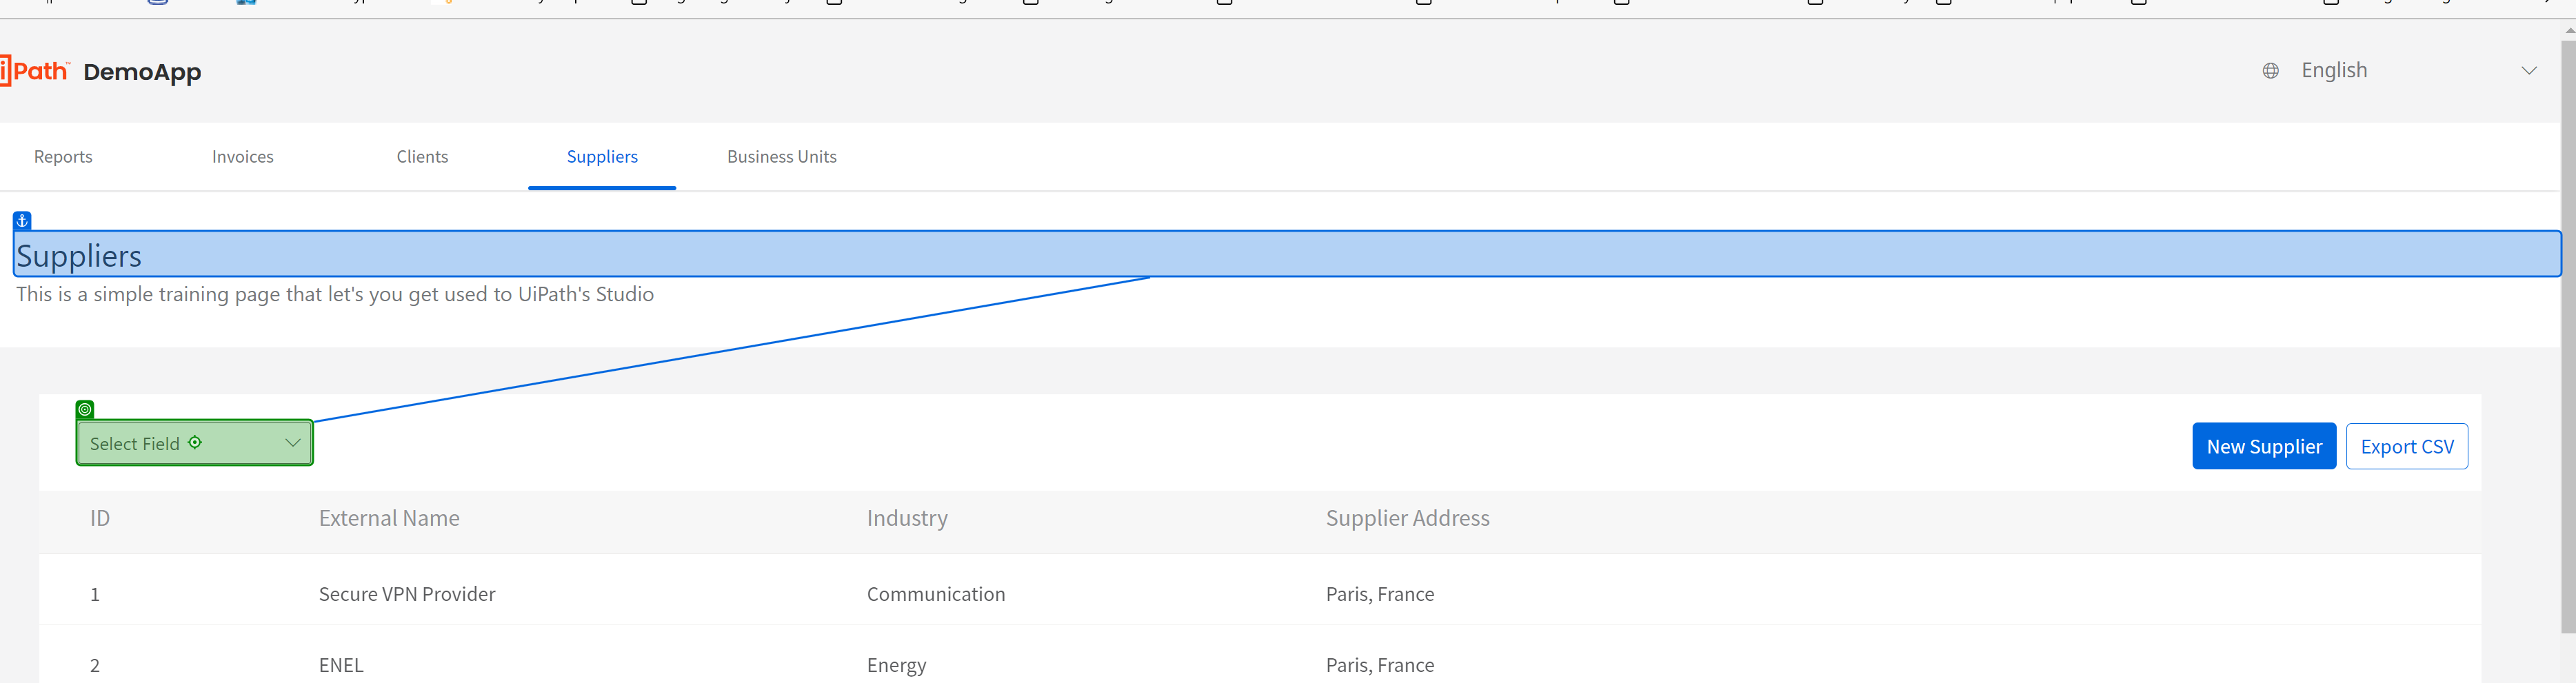 iPath™ DemoApp
English
Reports Invoices Clients Suppliers Business Units
Suppliers
This is a simple training page that let's you get used to UiPath's Studio
Select Field
New Supplier Export CSV
ID External Name Industry Supplier Address
1 Secure VPN Provider Communication Paris, France
2 ENEL Energy Paris, France